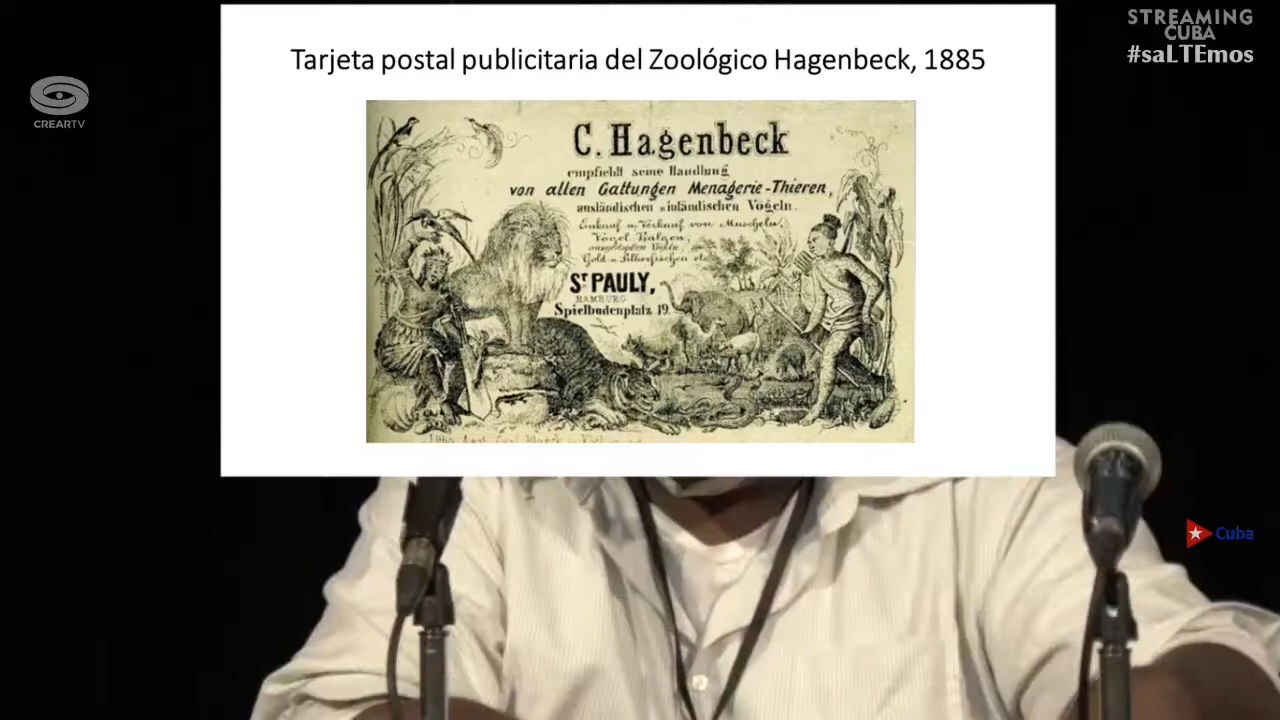 STREAMING
CUBA
#saLTEmos
CREARTV
Tarjeta postal publicitaria del Zoológico Hagenbeck, 1885
C. Hagenbeck
empfiehlt seine Handlung
von allen Gattungen Menagerie-Thieren,
ausländischen u. inländischen Vögeln.
Einkauf u. Verkauf von Muscheln,
Vögel Bälgen,
Gold u. Silberfischen etc.
ST PAULY,
HAMBURG
Spielbudenplatz 19.
Cuba